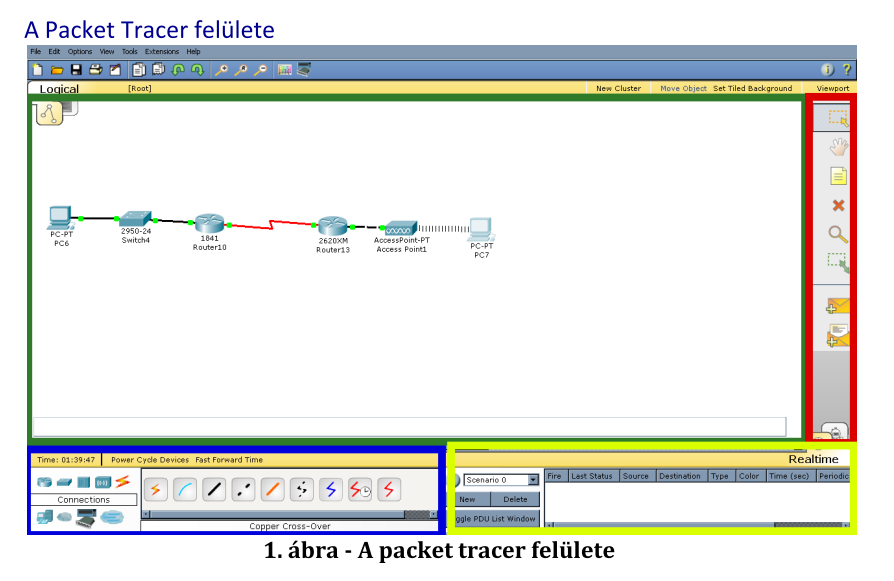 A Packet Tracer felülete
File Edit Options View Tools Extensions Help
Logical [Root] New Cluster Move Object Set Tiled Background Viewport
PC-PT
PC6
2950-24
Switch4
1841
Router10
2620XM
Router13
AccessPoint-PT
Access Point1
PC-PT
PC7
Time: 01:39:47 Power Cycle Devices Fast Forward Time
Realtime
Connections
Copper Cross-Over
Scenario 0
New Delete
ggle PDU List Window
Fire Last Status Source Destination Type Color Time (sec) Periodic
1. ábra - A packet tracer felülete